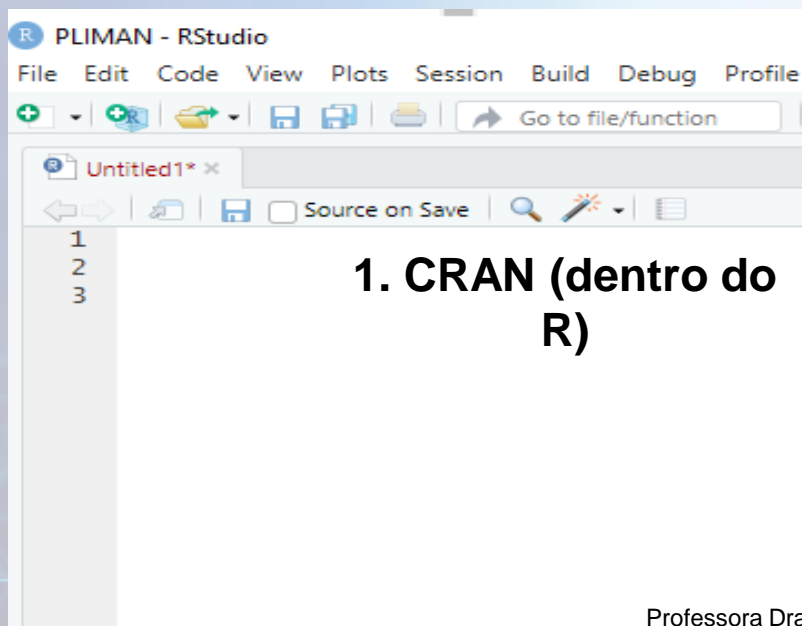 R PLIMAN - RStudio
File Edit Code View Plots Session Build Debug Profile
Go to file/function
Untitled1*
Source on Save
1
2
3
1. CRAN (dentro do
R)
Professora Dra